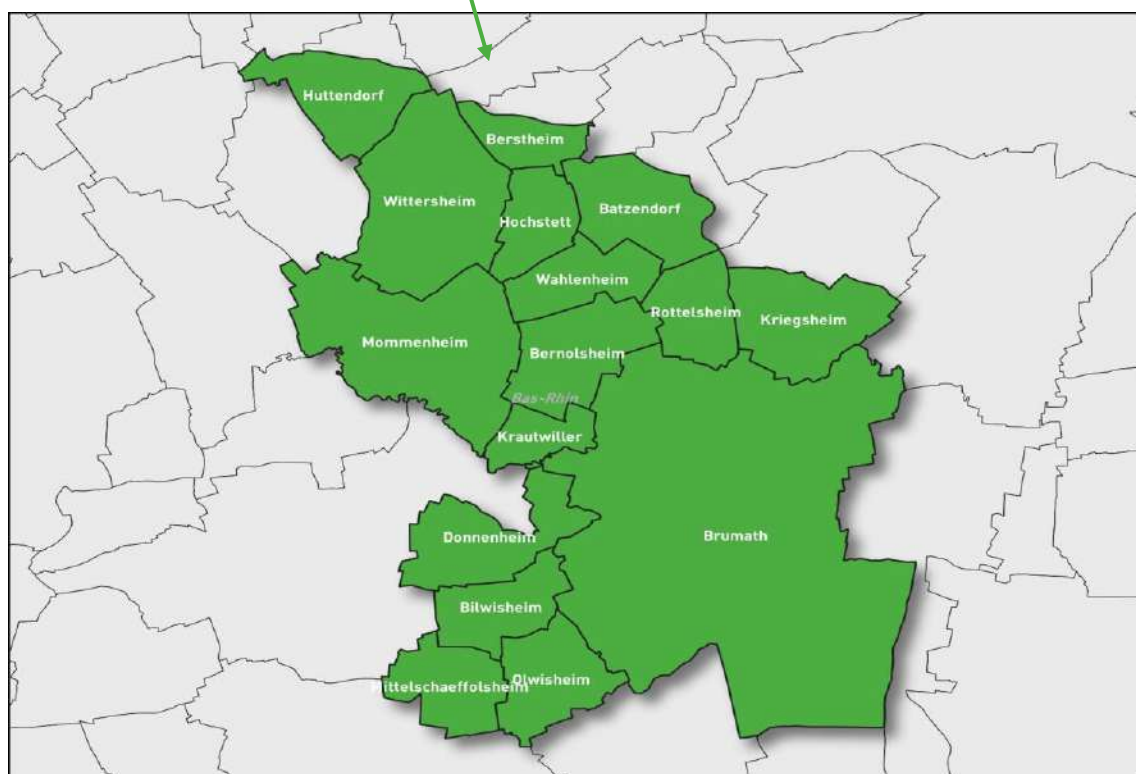 Huttendorf
Berstheim
Wittersheim
Hochstett
Batzendorf
Wahlenheim
Rottelsheim
Kriegsheim
Mommenheim
Bernolsheim
Bas-Rhin
Krautwiller
Donnenheim
Brumath
Bilwisheim
Mittelschaeffolsheim
Olwisheim